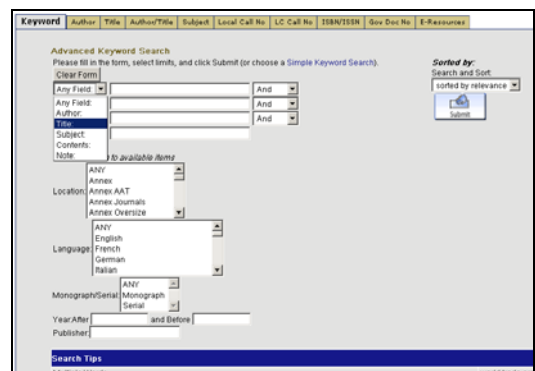 Keyword Author Title Author/Title Subject Local Call No LC Call No ISBN/ISSN Gov Doc No E-Resources
Advanced Keyword Search
Please fill in the form, select limits, and click Submit (or choose a Simple Keyword Search).
Sorted by:
Clear Form
Search and Sort:
Any Field: And
sorted by relevance
Any Field: And
Author: And
Title:
Submit
Subject:
Contents:
Note: to available items
Location: ANY
Annex
Annex AAT
Annex Journals
Annex Oversize
Language: ANY
English
French
German
Italian
Monograph/Serial: ANY
Monograph
Serial
Year:After and Before
Publisher:
Search Tips